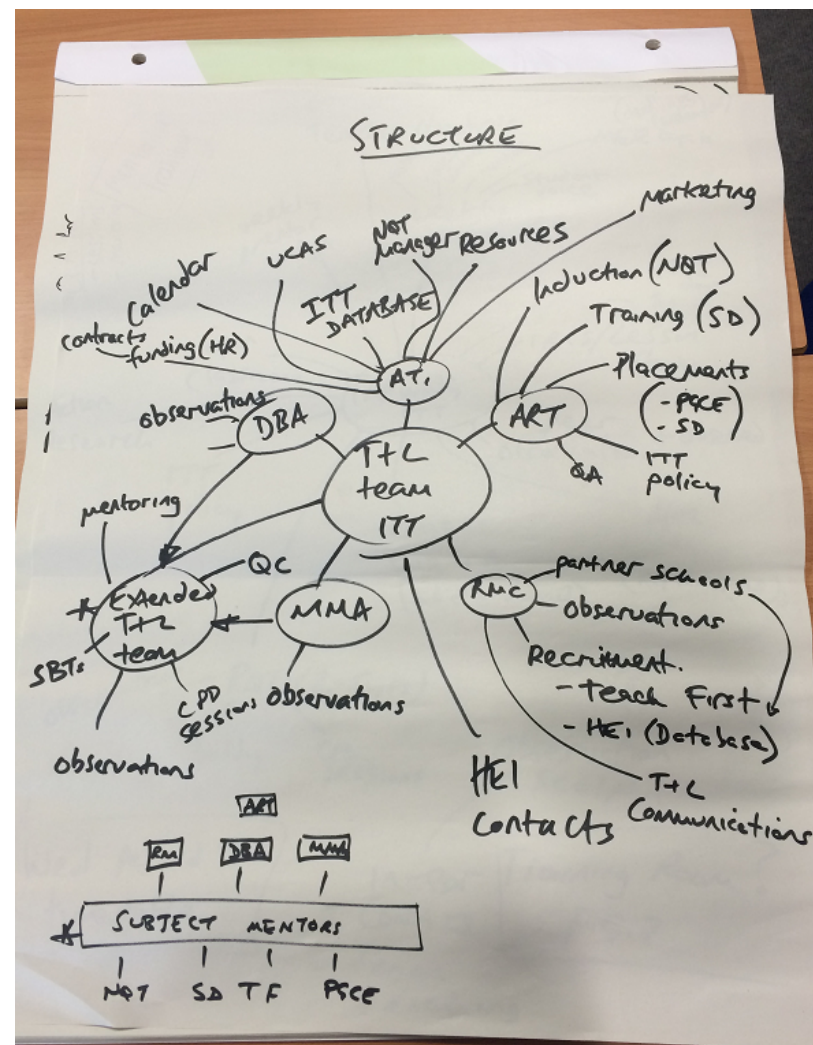 STRUCTURE
Marketing
NQT
Manager
Resources
UCAS
Calendar
ITT
DATABASE
contracts
funding (HR)
Induction (NQT)
Training (SD)
Placements
(- PGCE)
- SD
ITT
policy
QA
ART
observations
DBA
T+L
team
ITT
mentoring
QC
Extended
T+L
team
SBTs
CPD
sessions
observations
MMA
observations
RMC
partner schools
observations
Recruitment.
- Teach First
- HEI (Database)
T+L
Communications
HEI
Contacts
ART
RM
DBA
MMA
SUBJECT MENTORS
NQT SD TF PGCE